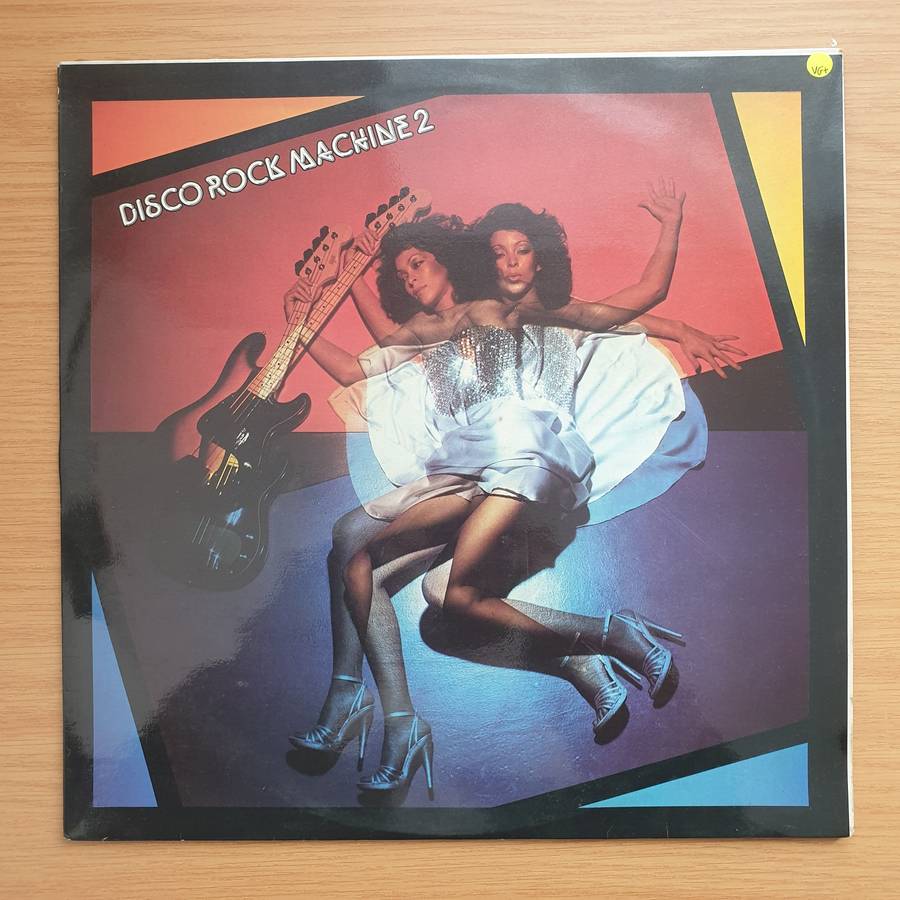 DISCO ROCK MACHINE 2
VG+